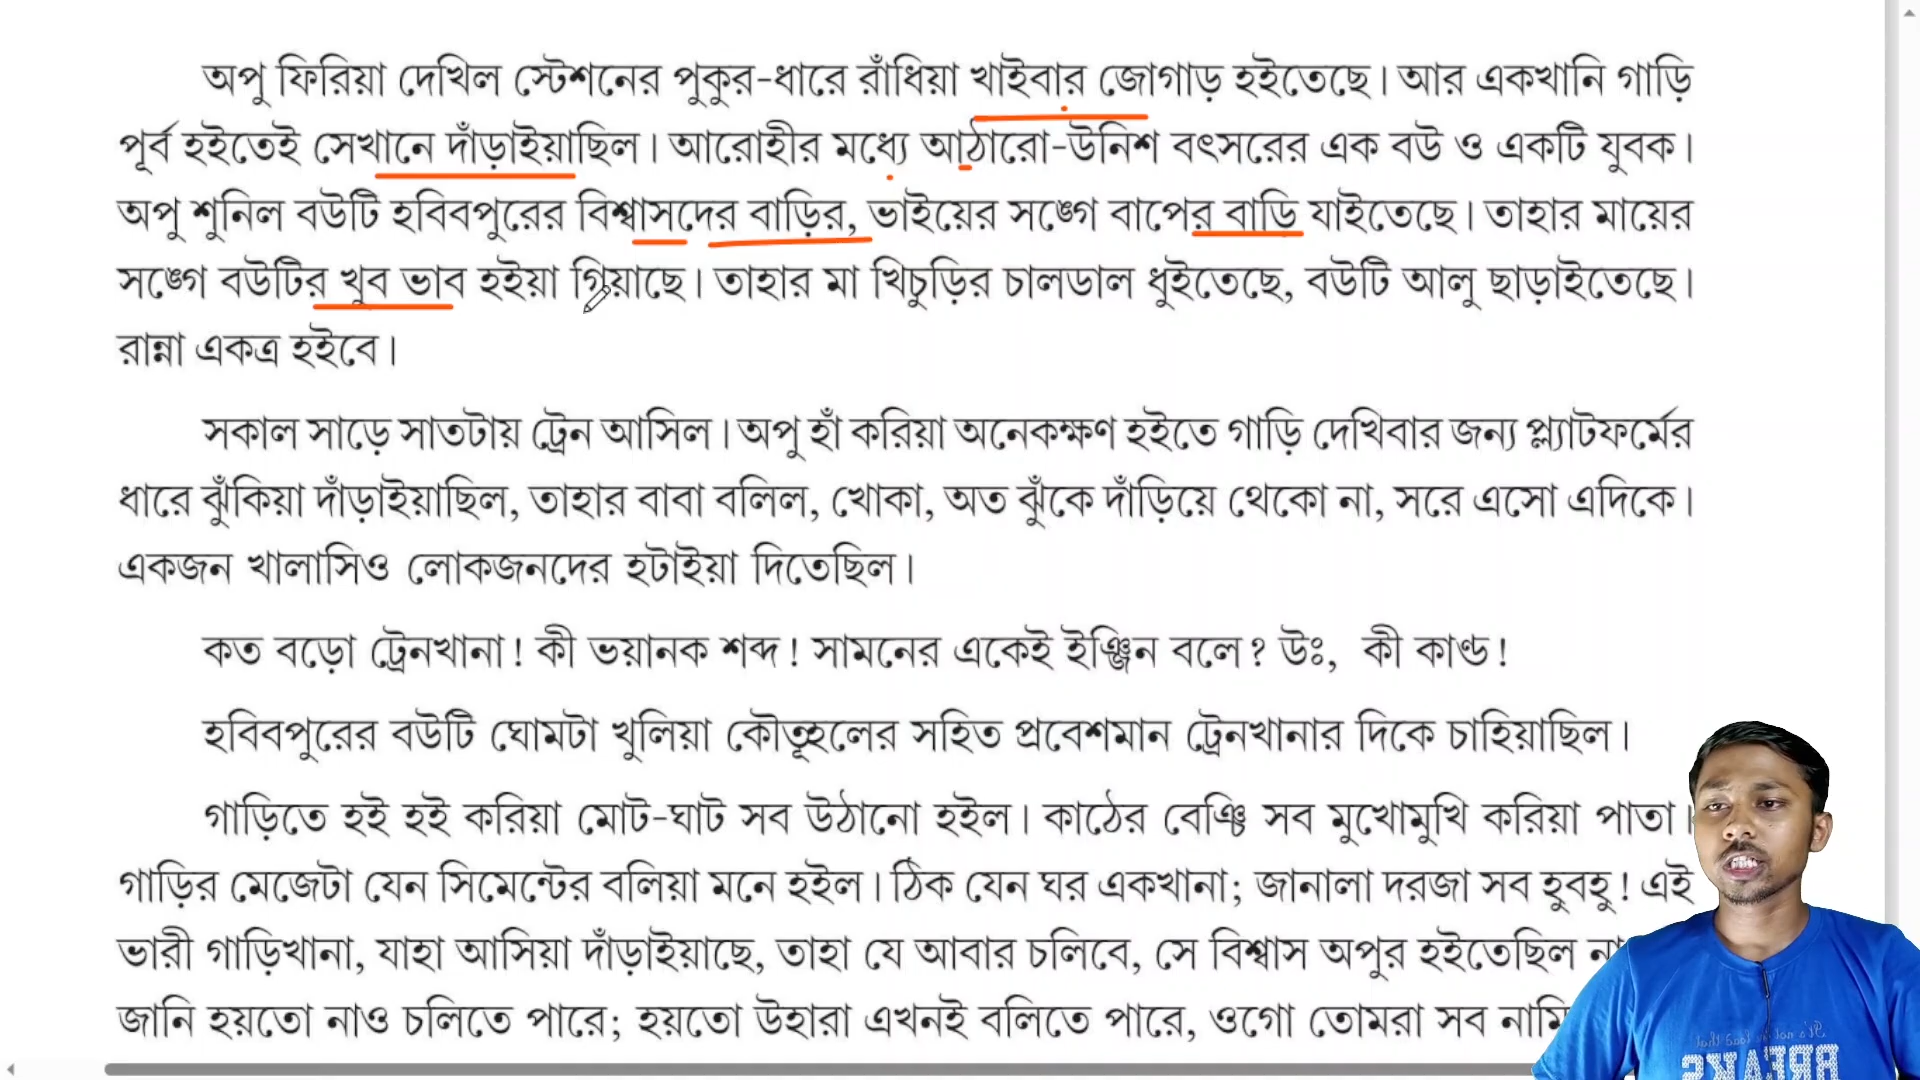 অপু ফিরিয়া দেখিল স্টেশনের পুকুর-ধারে রাঁধিয়া খাইবার জোগাড় হইতেছে। আর একখানি গাড়ি
পূর্ব হইতেই সেখানে দাঁড়াইয়াছিল। আরোহীর মধ্যে আঠারো-উনিশ বৎসরের এক বউ ও একটি যুবক।
অপু শুনিল বউটি হবিবপুরের বিশ্বাসদের বাড়ির, ভাইয়ের সঙ্গে বাপের বাড়ি যাইতেছে। তাহার মায়ের
সঙ্গে বউটির খুব ভাব হইয়া গিয়াছে। তাহার মা খিচুড়ির চালডাল ধুইতেছে, বউটি আলু ছাড়াইতেছে।
রান্না একত্র হইবে।
সকাল সাড়ে সাতটায় ট্রেন আসিল। অপু হাঁ করিয়া অনেকক্ষণ হইতে গাড়ি দেখিবার জন্য প্ল্যাটফর্মের
ধারে ঝুঁকিয়া দাঁড়াইয়াছিল, তাহার বাবা বলিল, খোকা, অত ঝুঁকে দাঁড়িয়ে থেকো না, সরে এসো এদিকে।
একজন খালাসিও লোকজনদের হটাইয়া দিতেছিল।
কত বড়ো ট্রেনখানা! কী ভয়ানক শব্দ! সামনের একেই ইঞ্জিন বলে? উঃ, কী কাণ্ড!
হবিবপুরের বউটি ঘোমটা খুলিয়া কৌতূহলের সহিত প্রবেশমান ট্রেনখানার দিকে চাহিয়াছিল।
গাড়িতে হই হই করিয়া মোট-ঘাট সব উঠানো হইল। কাঠের বেঞ্চি সব মুখোমুখি করিয়া পাতা।
গাড়ির মেজেটা যেন সিমেন্টের বলিয়া মনে হইল। ঠিক যেন ঘর একখানা; জানালা দরজা সব হুবহু! এই
ভারী গাড়িখানা, যাহা আসিয়া দাঁড়াইয়াছে, তাহা যে আবার চলিবে, সে বিশ্বাস অপুর হইতেছিল
জানি হয়তো নাও চলিতে পারে; হয়তো উহারা এখনই বলিতে পারে, ওগো তোমরা সব
BREAKS